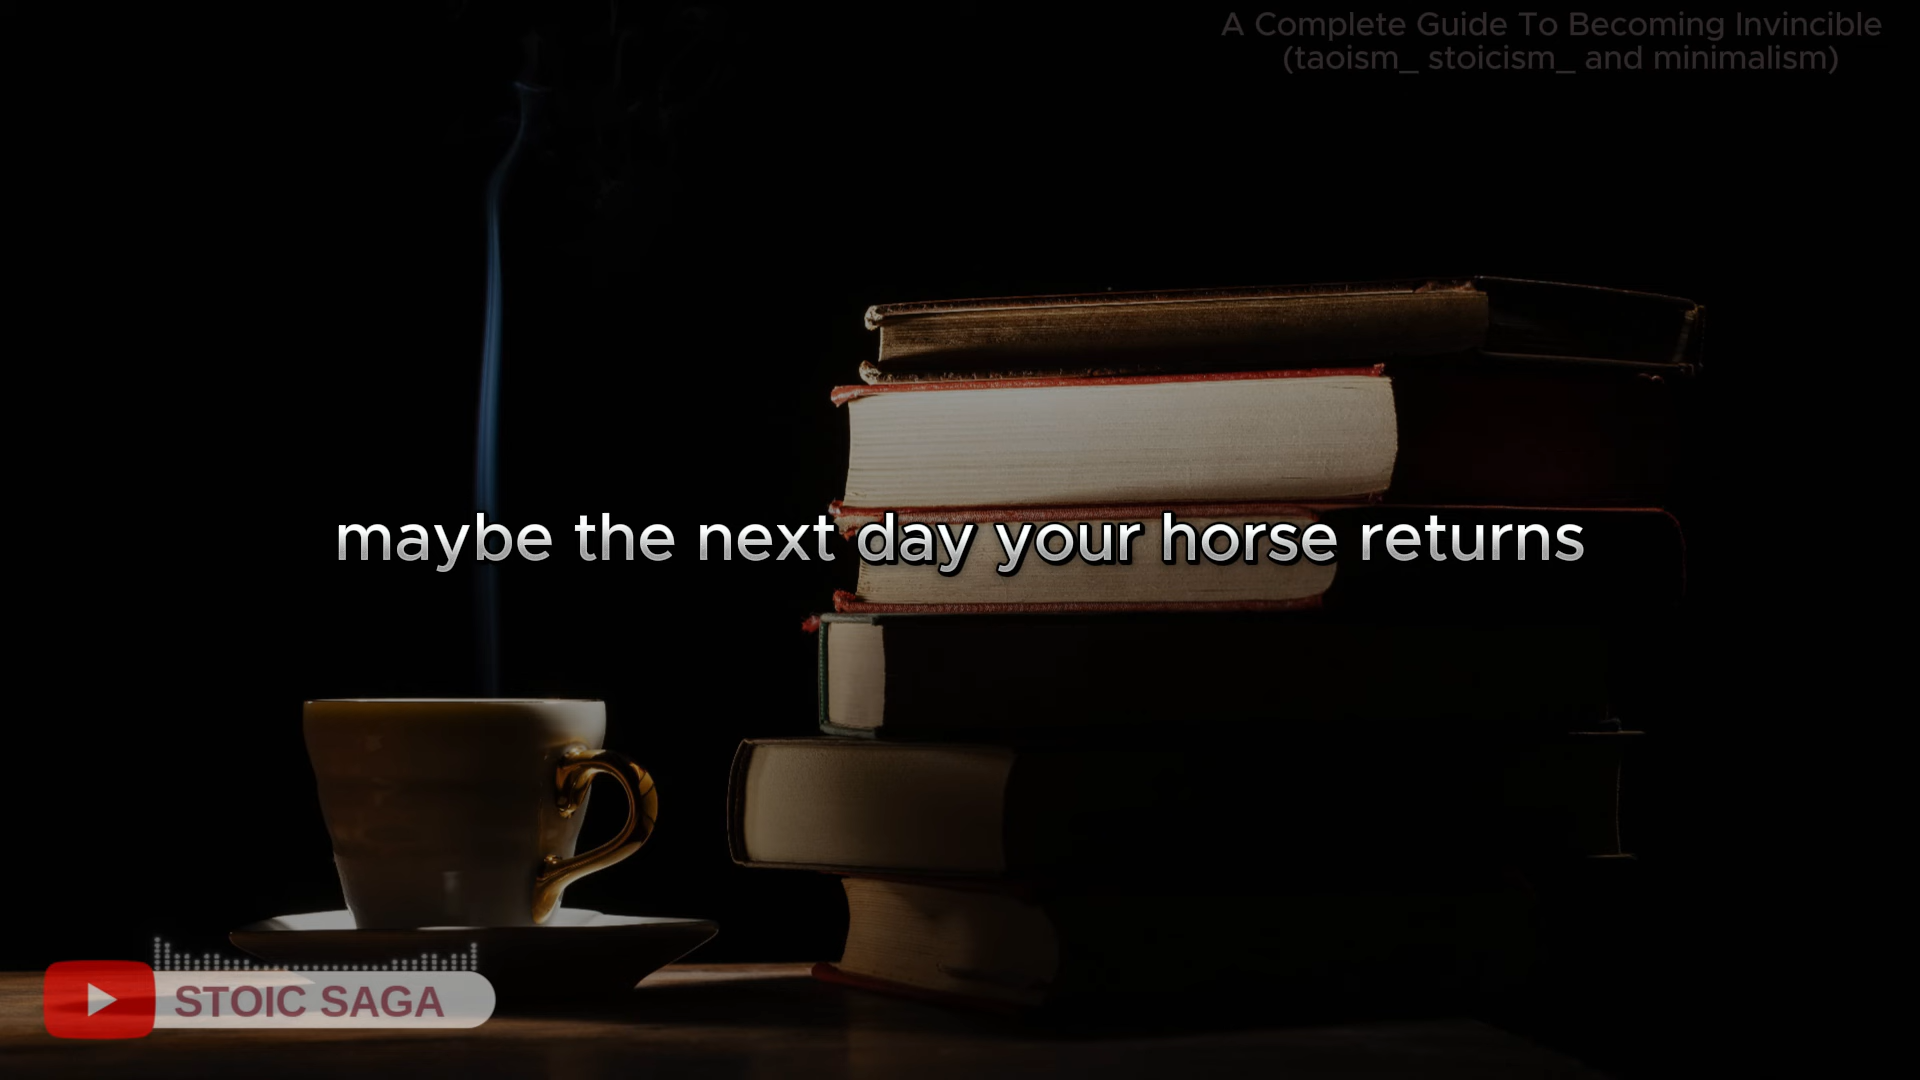 A Complete Guide To Becoming Invincible
(taoism_ stoicism_ and minimalism)
maybe the next day your horse returns
STOIC SAGA